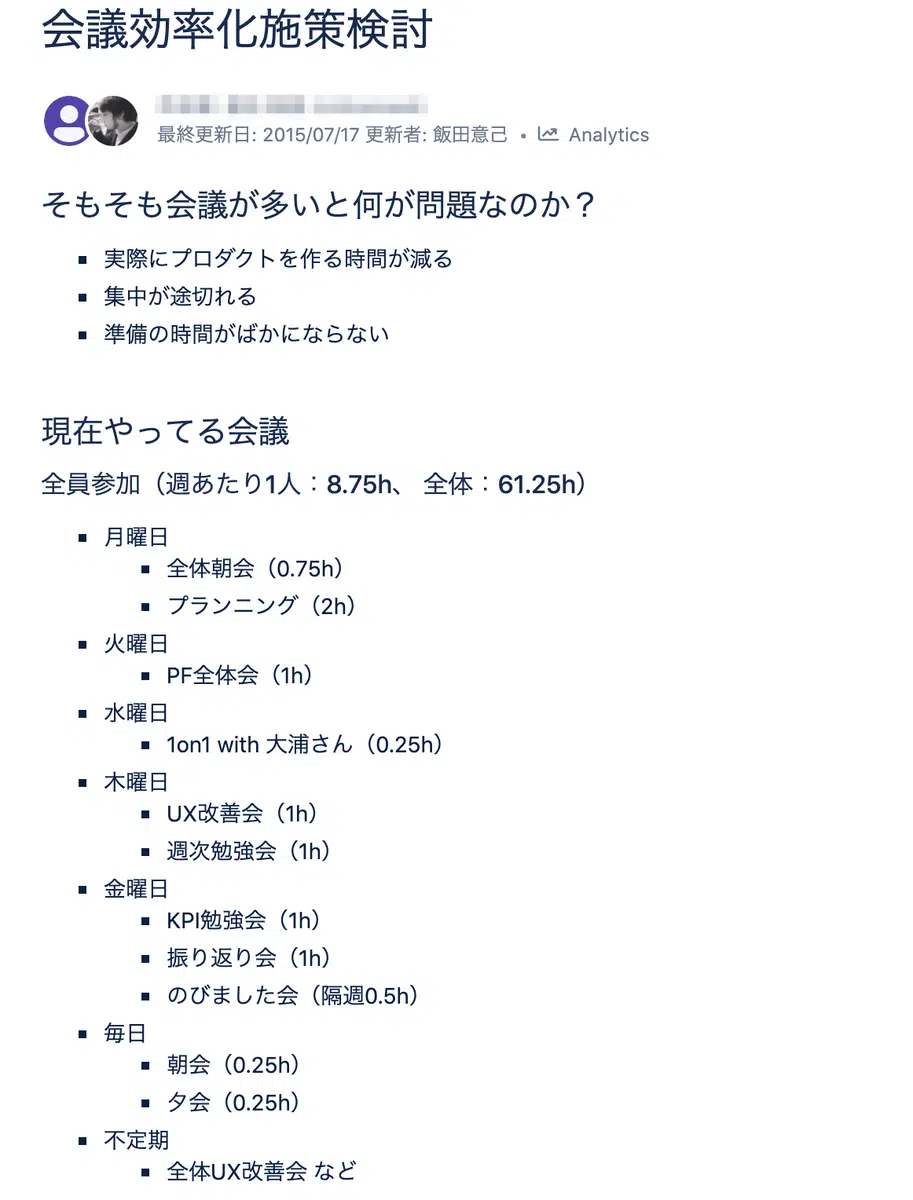 会議効率化施策検討
最終更新日: 2015/07/17 更新者: 飯田意己 • Analytics
そもそも会議が多いと何が問題なのか？
実際にプロダクトを作る時間が減る
集中が途切れる
準備の時間がばかにならない
現在やってる会議
全員参加（週あたり1人：8.75h、 全体：61.25h）
月曜日
全体朝会（0.75h）
プランニング（2h）
火曜日
PF全体会（1h）
水曜日
1on1 with 大浦さん（0.25h）
木曜日
UX改善会（1h）
週次勉強会（1h）
金曜日
KPI勉強会（1h）
振り返り会（1h）
のびました会（隔週0.5h）
毎日
朝会（0.25h）
夕会（0.25h）
不定期
全体UX改善会 など